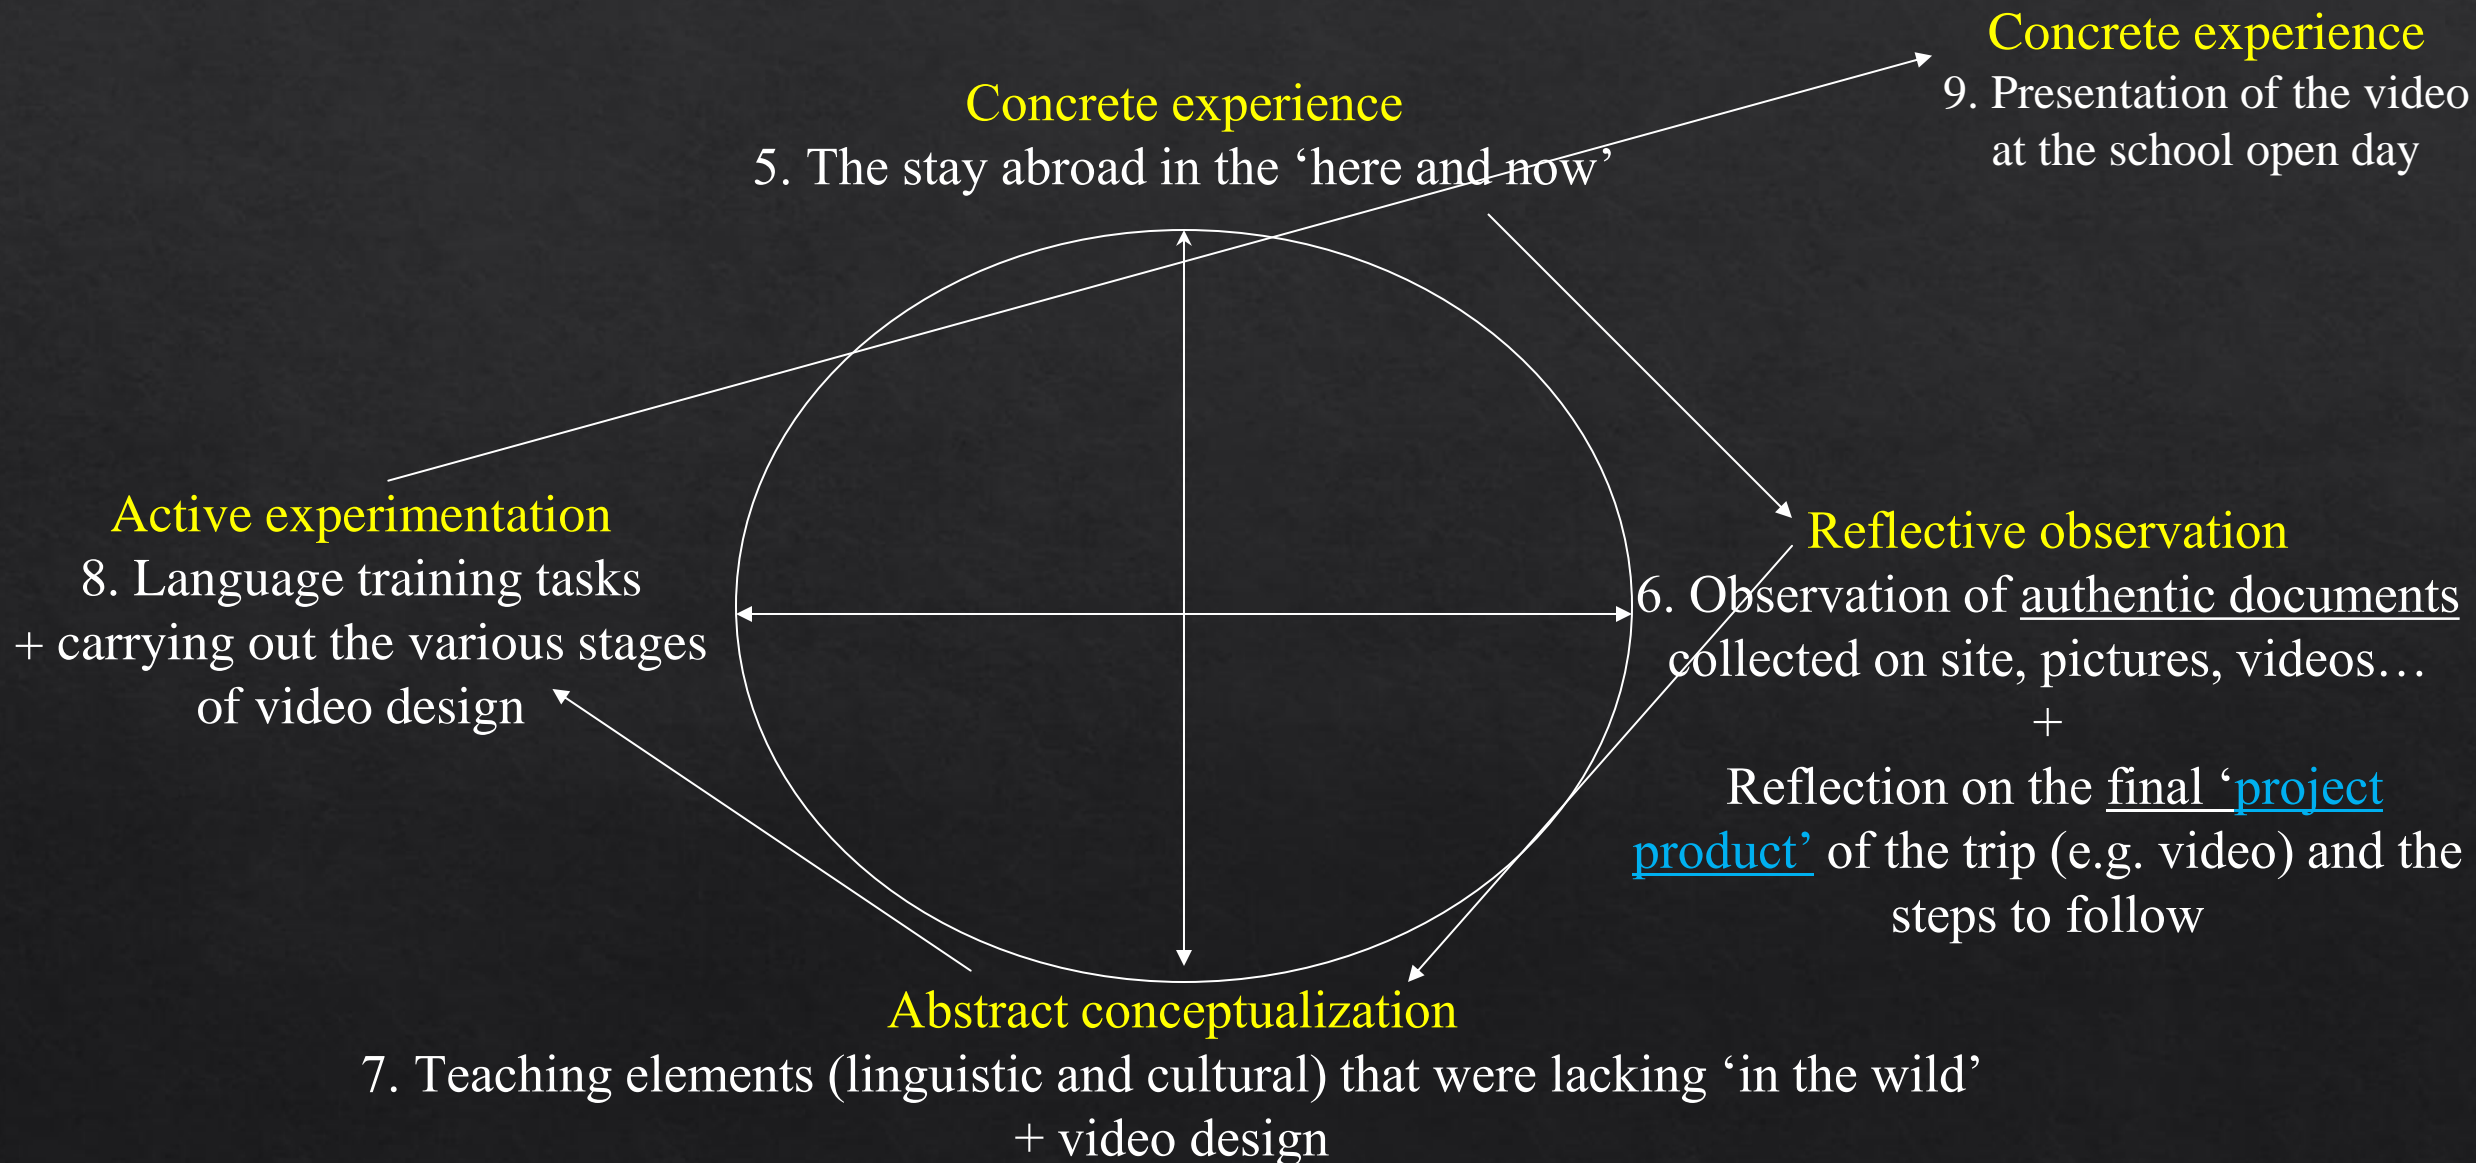 Concrete experience
9. Presentation of the video
at the school open day
Concrete experience
5. The stay abroad in the ‘here and now’
Reflective observation
6. Observation of authentic documents
collected on site, pictures, videos…
+
Reflection on the final ‘project
product’ of the trip (e.g. video) and the
steps to follow
Abstract conceptualization
7. Teaching elements (linguistic and cultural) that were lacking ‘in the wild’
+ video design
Active experimentation
8. Language training tasks
+ carrying out the various stages
of video design